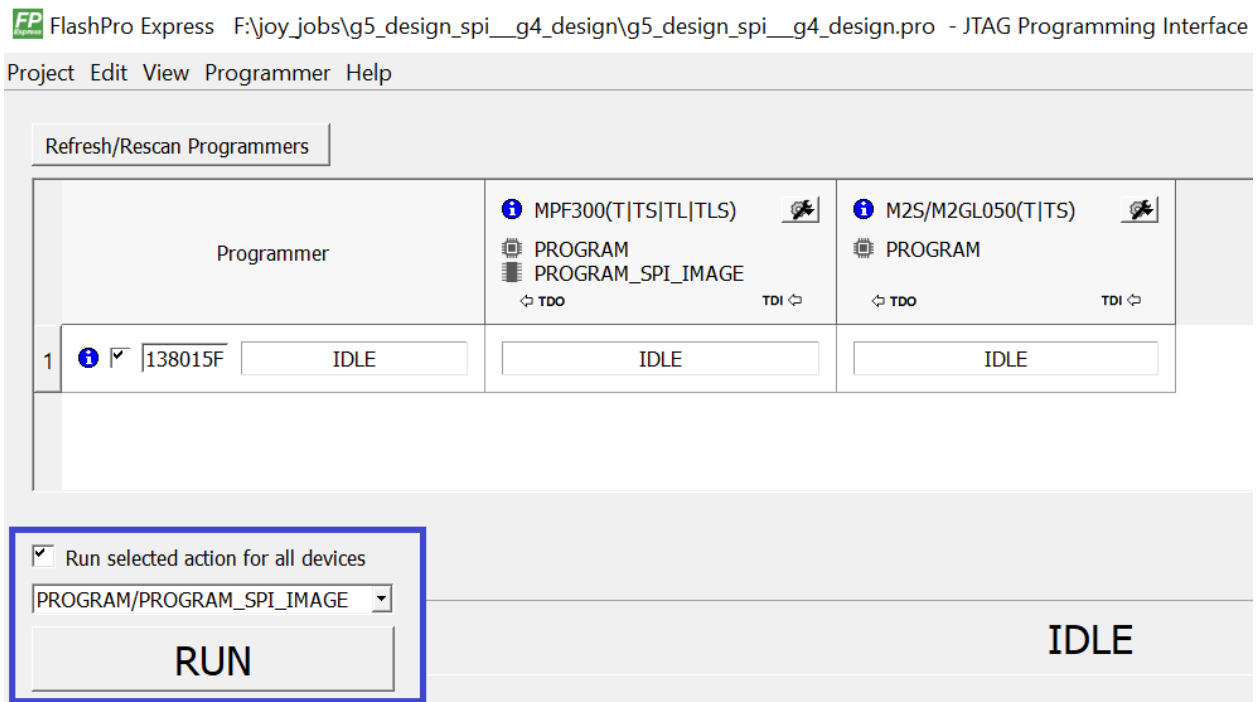 FP Express FlashPro Express F:\joy_jobs\g5_design_spi__g4_design\g5_design_spi__g4_design.pro - JTAG Programming Interface
Project Edit View Programmer Help
Refresh/Rescan Programmers
Programmer
MPF300(T|TS|TL|TLS)
PROGRAM
PROGRAM_SPI_IMAGE
TDO TDI
M2S/M2GL050(T|TS)
PROGRAM
TDO TDI
1 138015F IDLE IDLE IDLE
Run selected action for all devices
PROGRAM/PROGRAM_SPI_IMAGE
RUN
IDLE